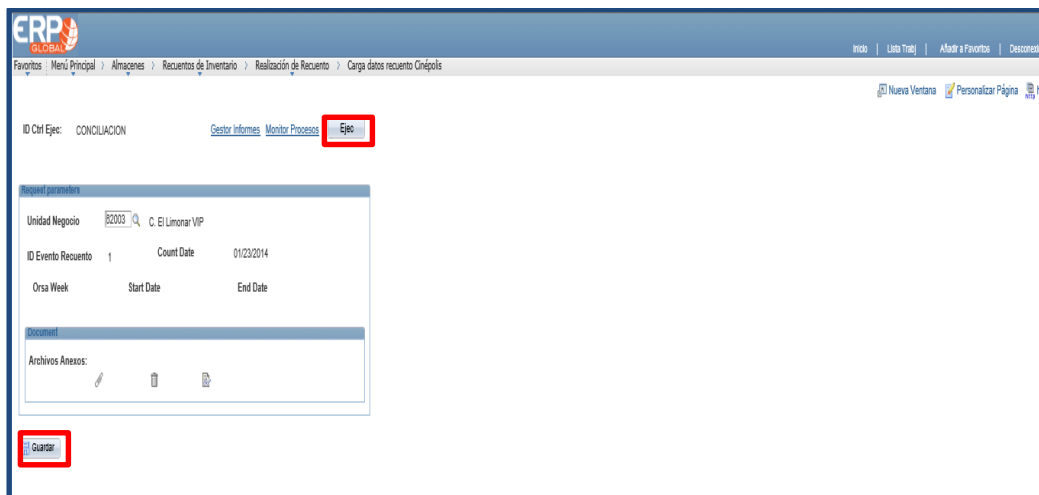 ERP
GLOBAL
Inicio | Lista Trabj | Añadir a Favoritos | Desconexi
Favoritos Menú Principal > Almacenes > Recuentos de Inventario > Realización de Recuento > Carga datos recuento Cinépolis
Nueva Ventana Personalizar Página http
ID Ctrl Ejec: CONCILIACION Gestor Informes Monitor Procesos Ejec
Request parameters
Unidad Negocio 62003 C. El Limonar VIP
ID Evento Recuento 1 Count Date 01/23/2014
Orsa Week Start Date End Date
Document
Archivos Anexos:
Guardar